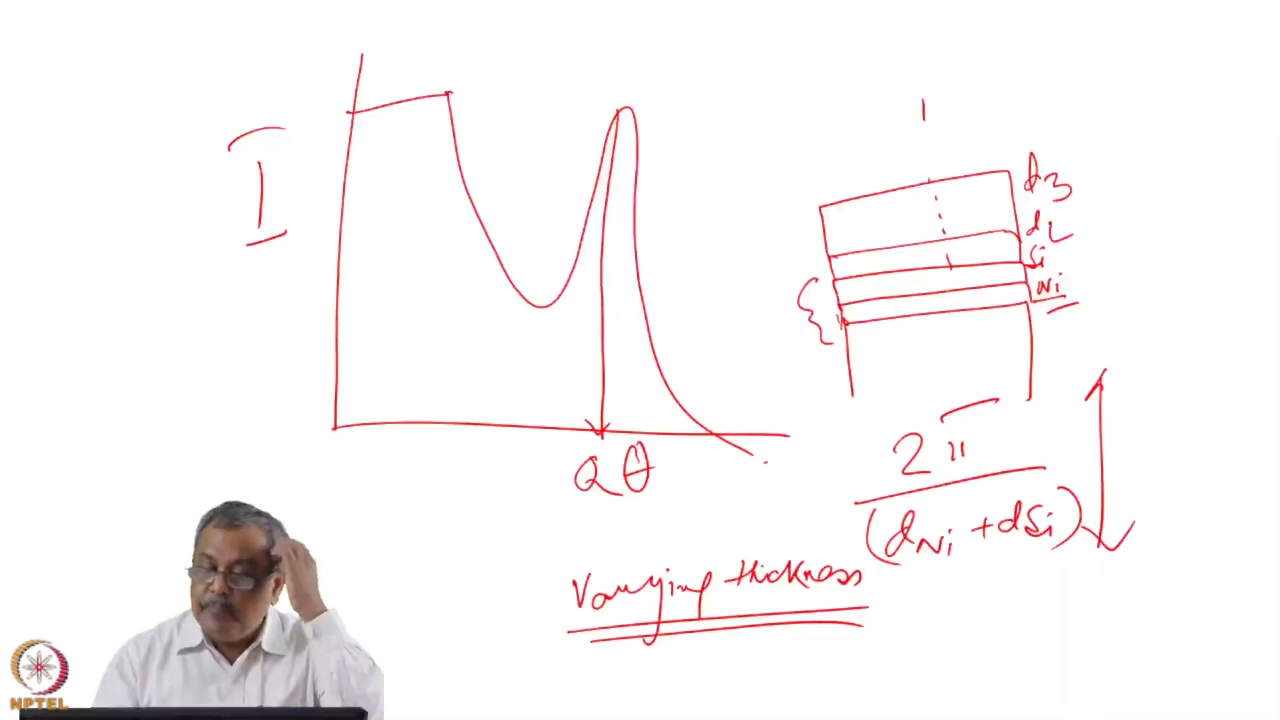 I
d3
d2
Si
Ni
Q θ
2π
(dNi + dSi)
Varying thickness
NPTEL